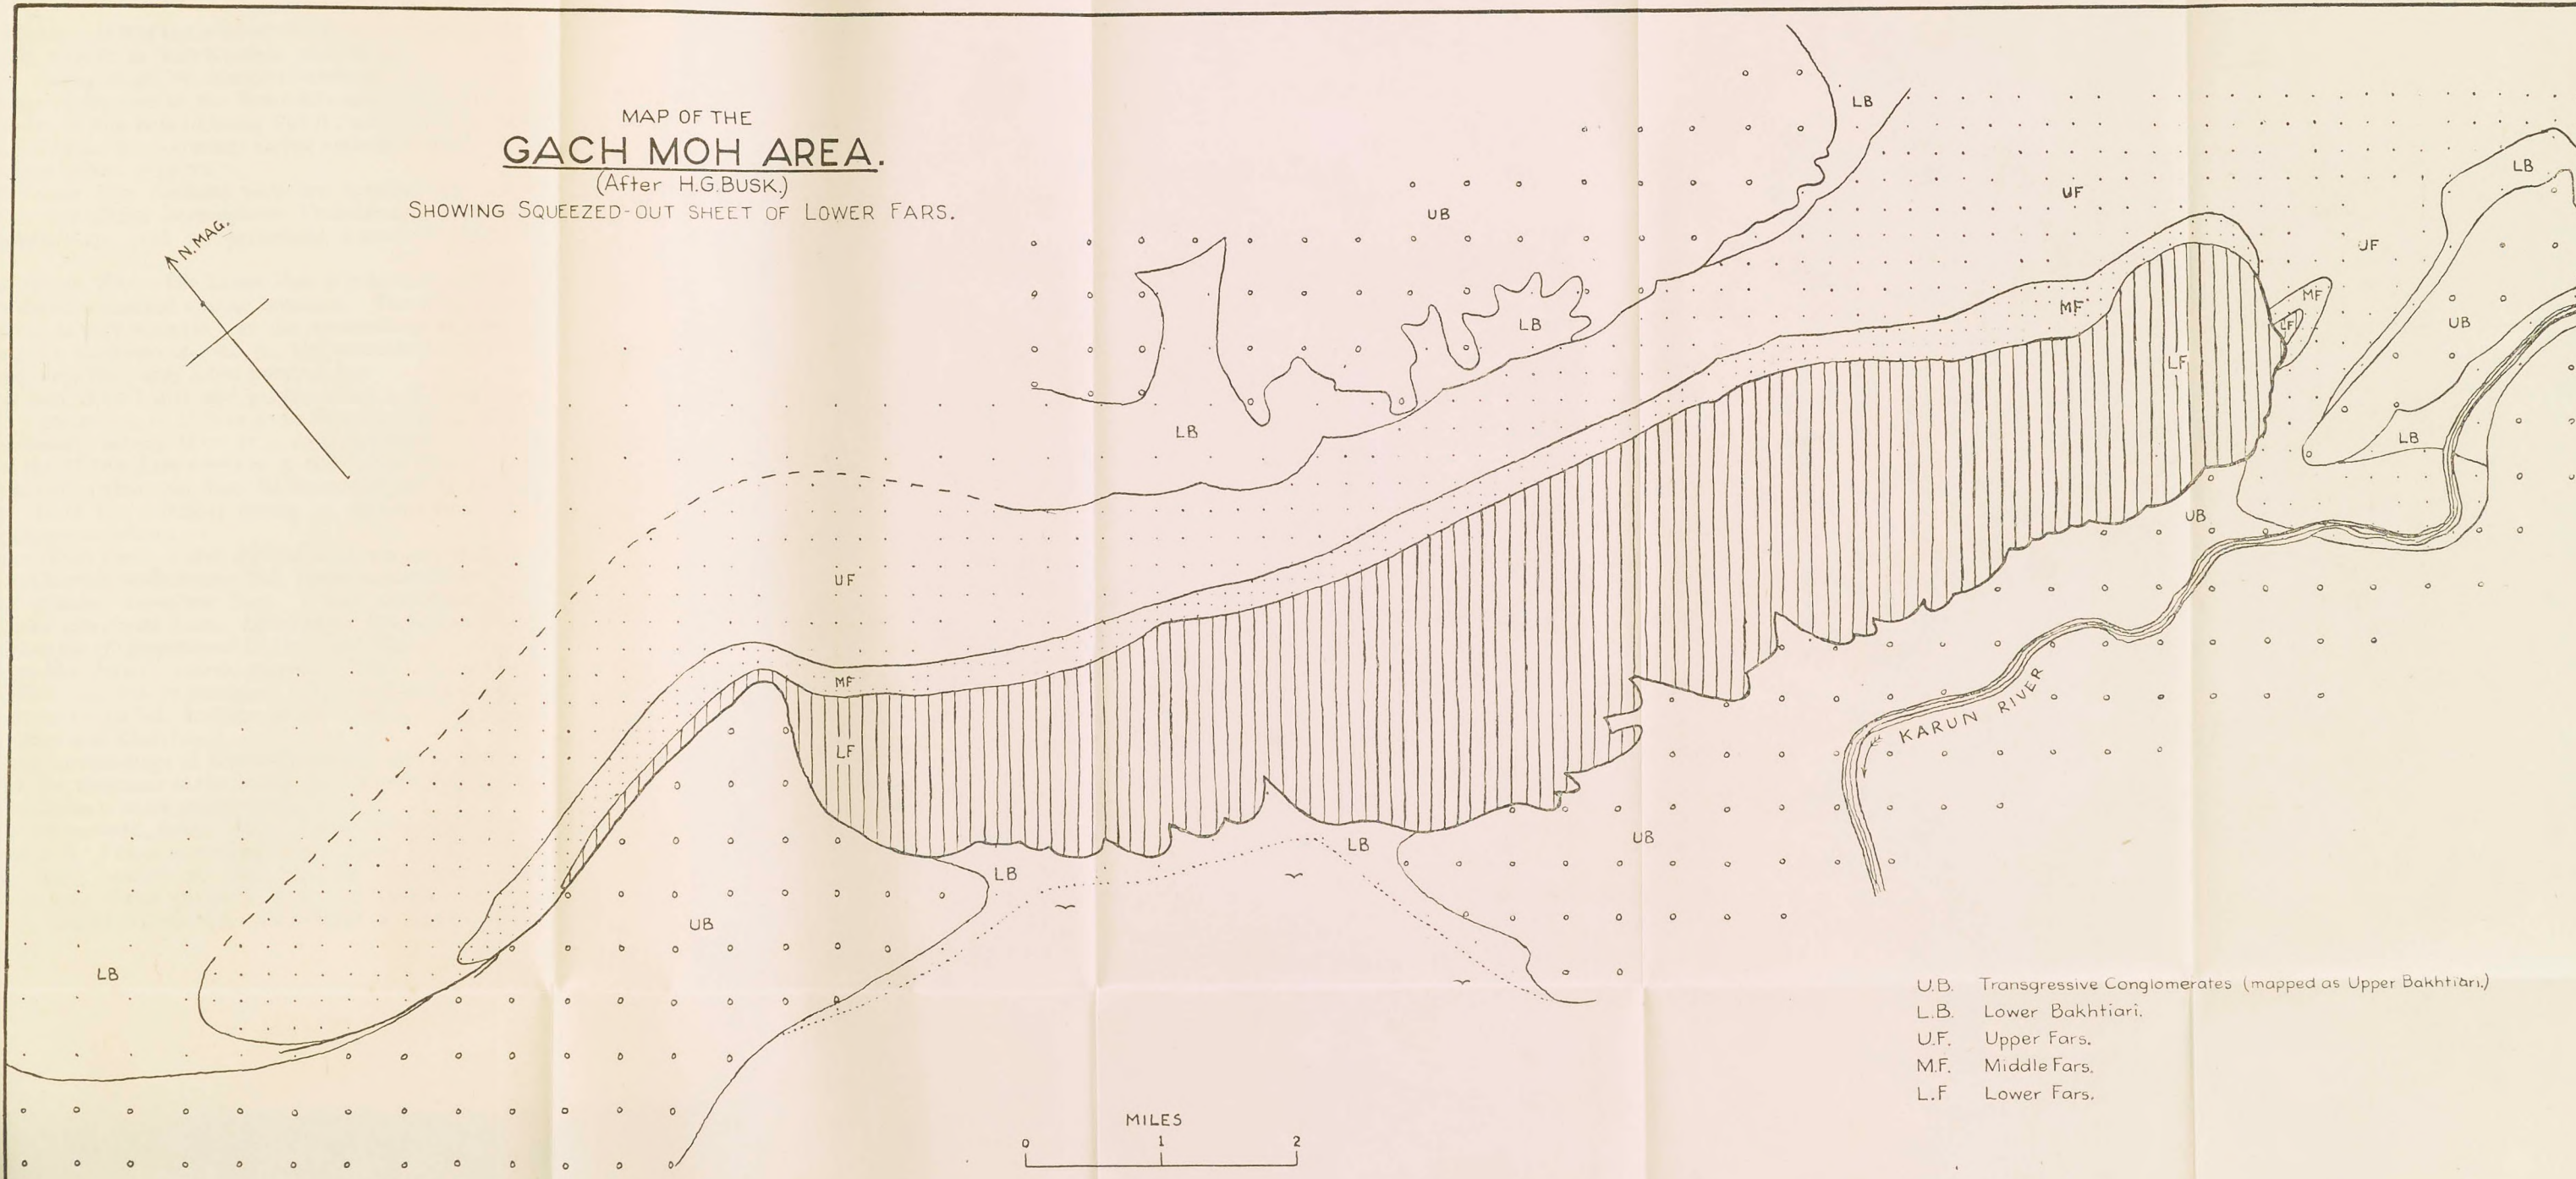 MAP OF THE
GACH MOH AREA.
(After H.G.BUSK.)
SHOWING SQUEEZED-OUT SHEET OF LOWER FARS.
N. MAG.
LB
LB
UB
UF
UF
MF
MF
LB
LF
UB
LF
LB
LB
LB
UB
UF
MF
KARUN RIVER
LF
UB
LB
LB
UB
LB
U.B. Transgressive Conglomerates (mapped as Upper Bakhtiari.)
L.B. Lower Bakhtiari.
U.F. Upper Fars.
M.F. Middle Fars.
L.F Lower Fars.
MILES
0 1 2